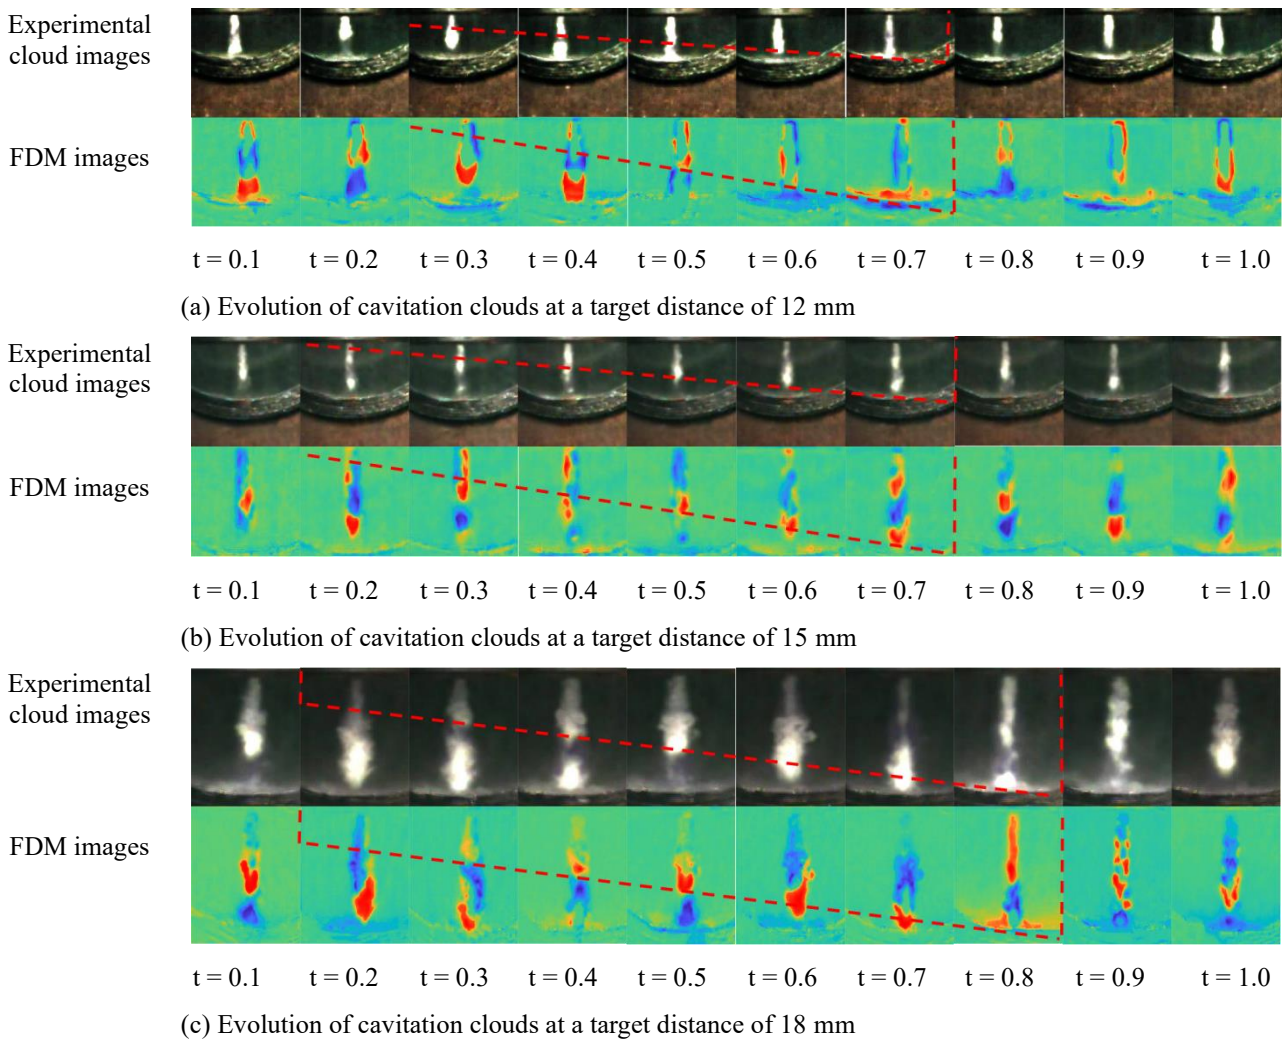 Experimental
cloud images
FDM images
t = 0.1 t = 0.2 t = 0.3 t = 0.4 t = 0.5 t = 0.6 t = 0.7 t = 0.8 t = 0.9 t = 1.0
(a) Evolution of cavitation clouds at a target distance of 12 mm
Experimental
cloud images
FDM images
t = 0.1 t = 0.2 t = 0.3 t = 0.4 t = 0.5 t = 0.6 t = 0.7 t = 0.8 t = 0.9 t = 1.0
(b) Evolution of cavitation clouds at a target distance of 15 mm
Experimental
cloud images
FDM images
t = 0.1 t = 0.2 t = 0.3 t = 0.4 t = 0.5 t = 0.6 t = 0.7 t = 0.8 t = 0.9 t = 1.0
(c) Evolution of cavitation clouds at a target distance of 18 mm